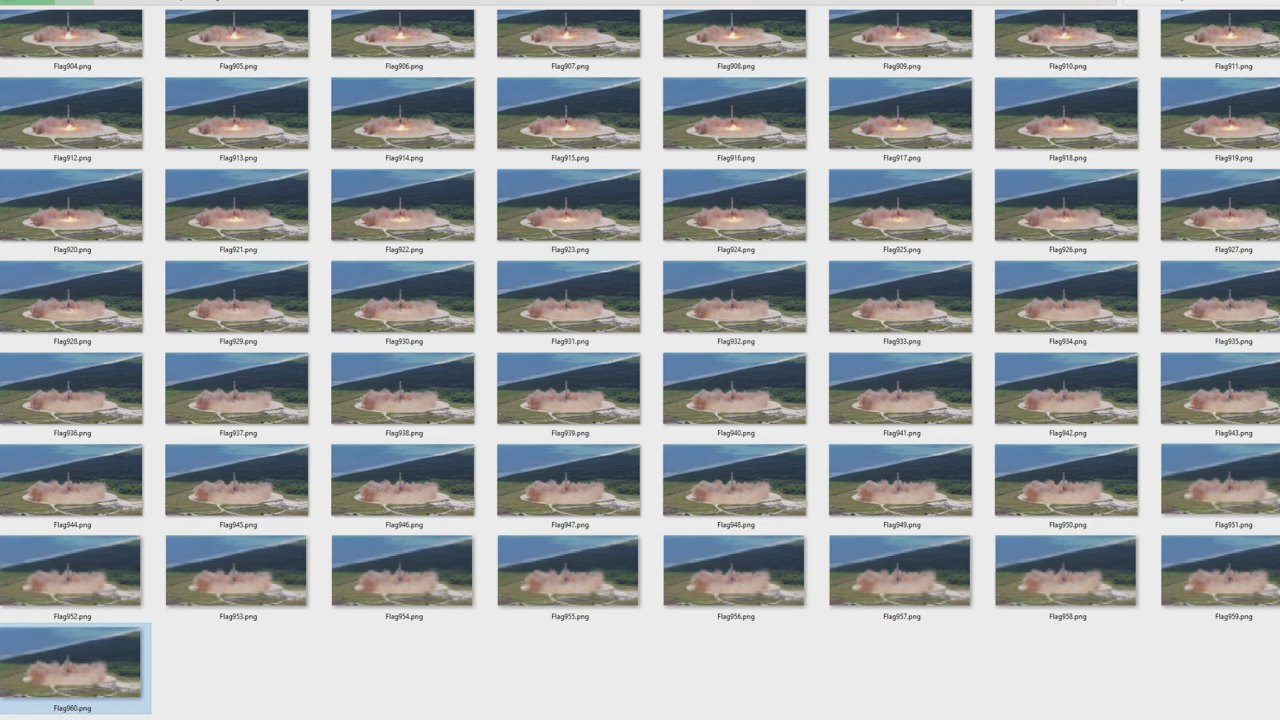 Flag904.png Flag905.png Flag906.png Flag907.png Flag908.png Flag909.png Flag910.png Flag911.png
Flag912.png Flag913.png Flag914.png Flag915.png Flag916.png Flag917.png Flag918.png Flag919.png
Flag920.png Flag921.png Flag922.png Flag923.png Flag924.png Flag925.png Flag926.png Flag927.png
Flag928.png Flag929.png Flag930.png Flag931.png Flag932.png Flag933.png Flag934.png Flag935.png
Flag936.png Flag937.png Flag938.png Flag939.png Flag940.png Flag941.png Flag942.png Flag943.png
Flag944.png Flag945.png Flag946.png Flag947.png Flag948.png Flag949.png Flag950.png Flag951.png
Flag952.png Flag953.png Flag954.png Flag955.png Flag956.png Flag957.png Flag958.png Flag959.png
Flag960.png